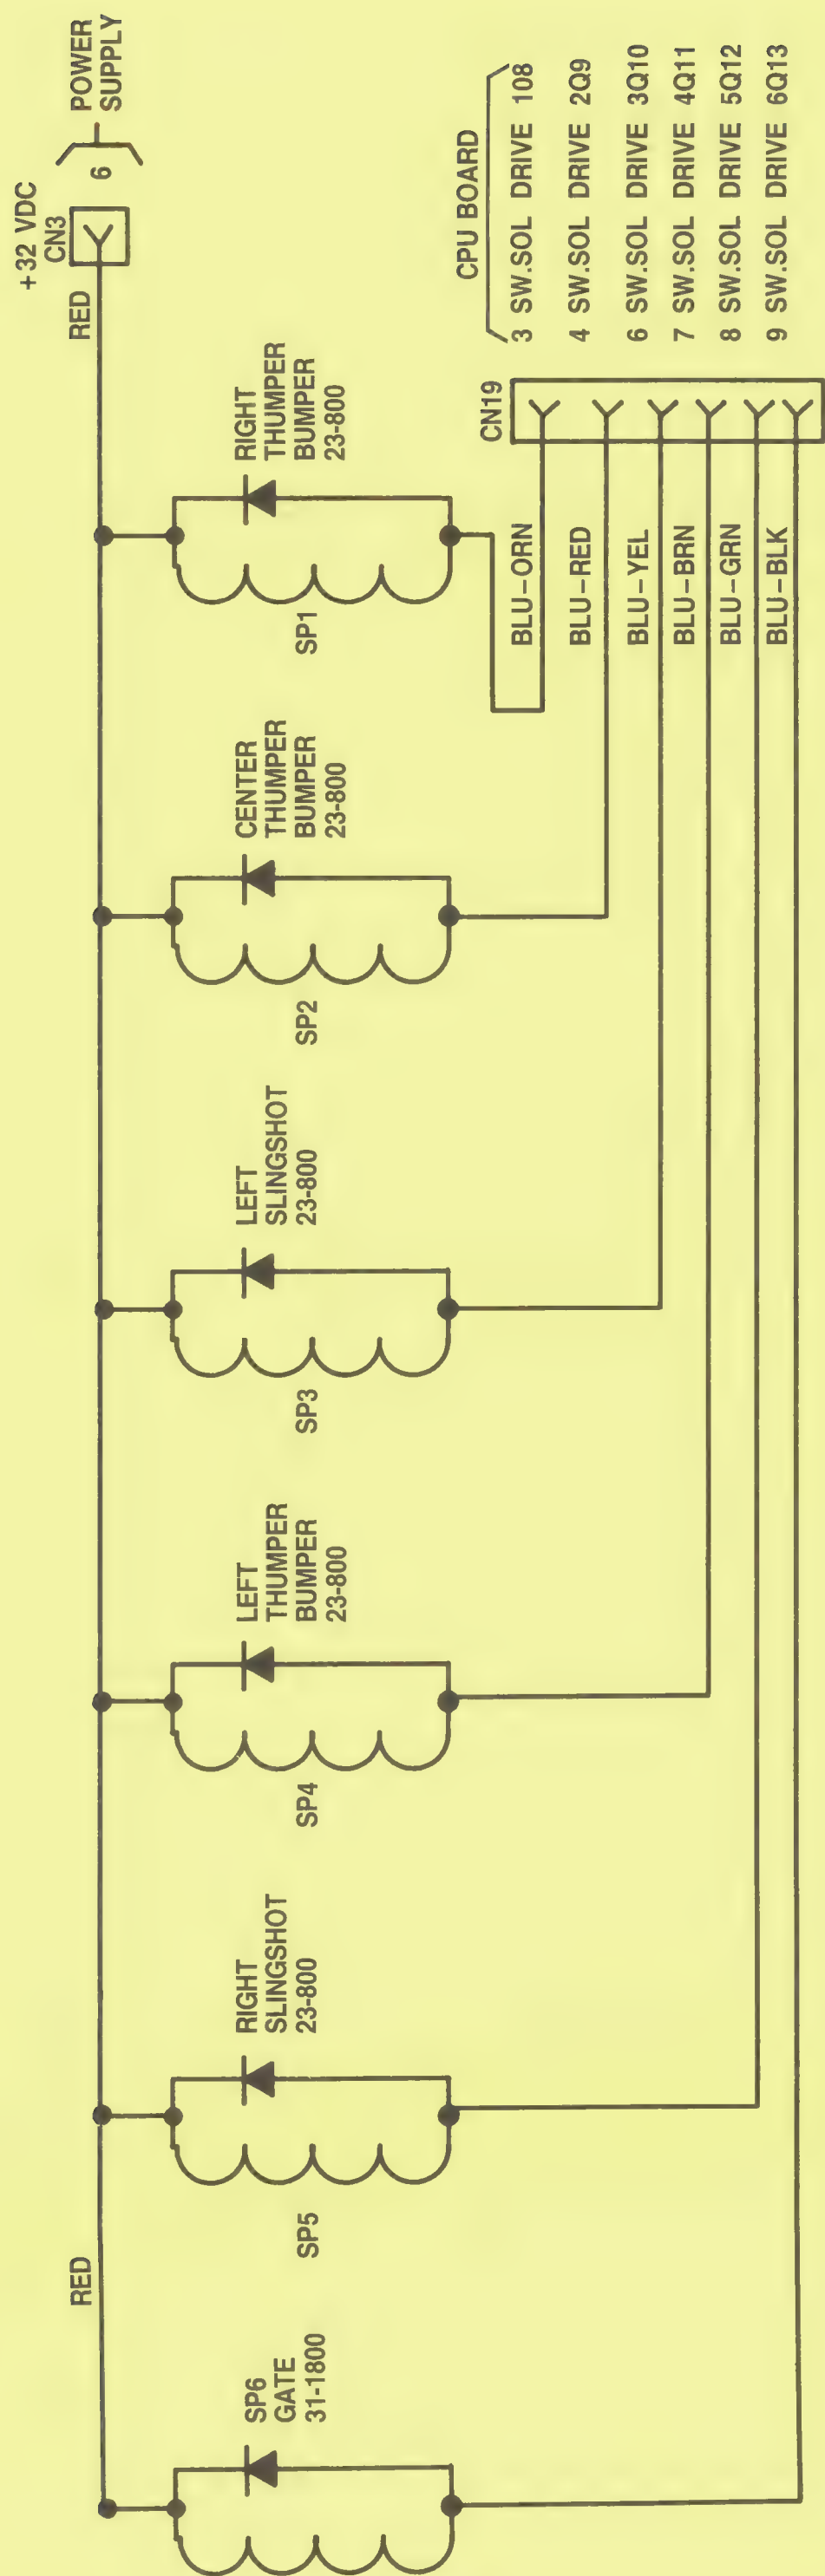 RED
SP6
GATE
31-1800
SP5
RIGHT
SLINGSHOT
23-800
SP4
LEFT
THUMPER
BUMPER
23-800
SP3
LEFT
SLINGSHOT
23-800
SP2
CENTER
THUMPER
BUMPER
23-800
SP1
RIGHT
THUMPER
BUMPER
23-800
RED
+32 VDC
CN3
6
POWER
SUPPLY
CPU BOARD
CN19
BLU-ORN 3 SW.SOL DRIVE 108
BLU-RED 4 SW.SOL DRIVE 2Q9
BLU-YEL 6 SW.SOL DRIVE 3Q10
BLU-BRN 7 SW.SOL DRIVE 4Q11
BLU-GRN 8 SW.SOL DRIVE 5Q12
BLU-BLK 9 SW.SOL DRIVE 6Q13